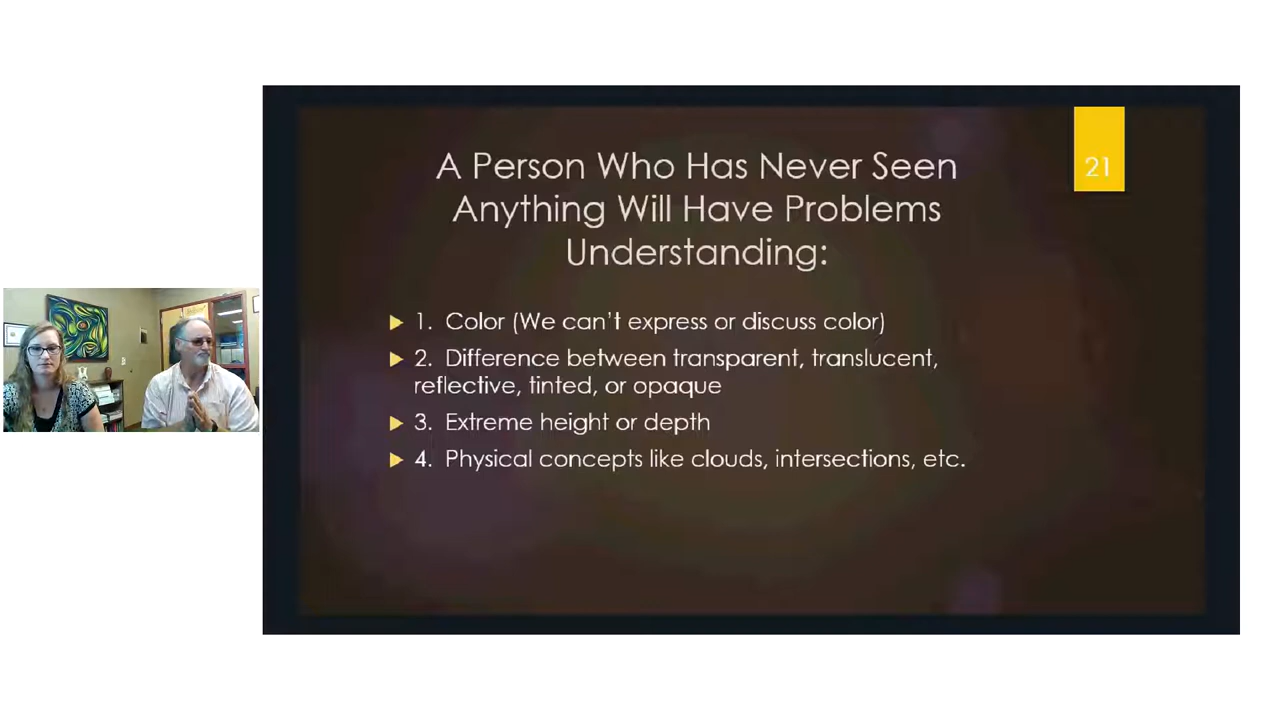 A Person Who Has Never Seen
Anything Will Have Problems
Understanding:
21
1. Color (We can't express or discuss color)
2. Difference between transparent, translucent,
reflective, tinted, or opaque
3. Extreme height or depth
4. Physical concepts like clouds, intersections, etc.